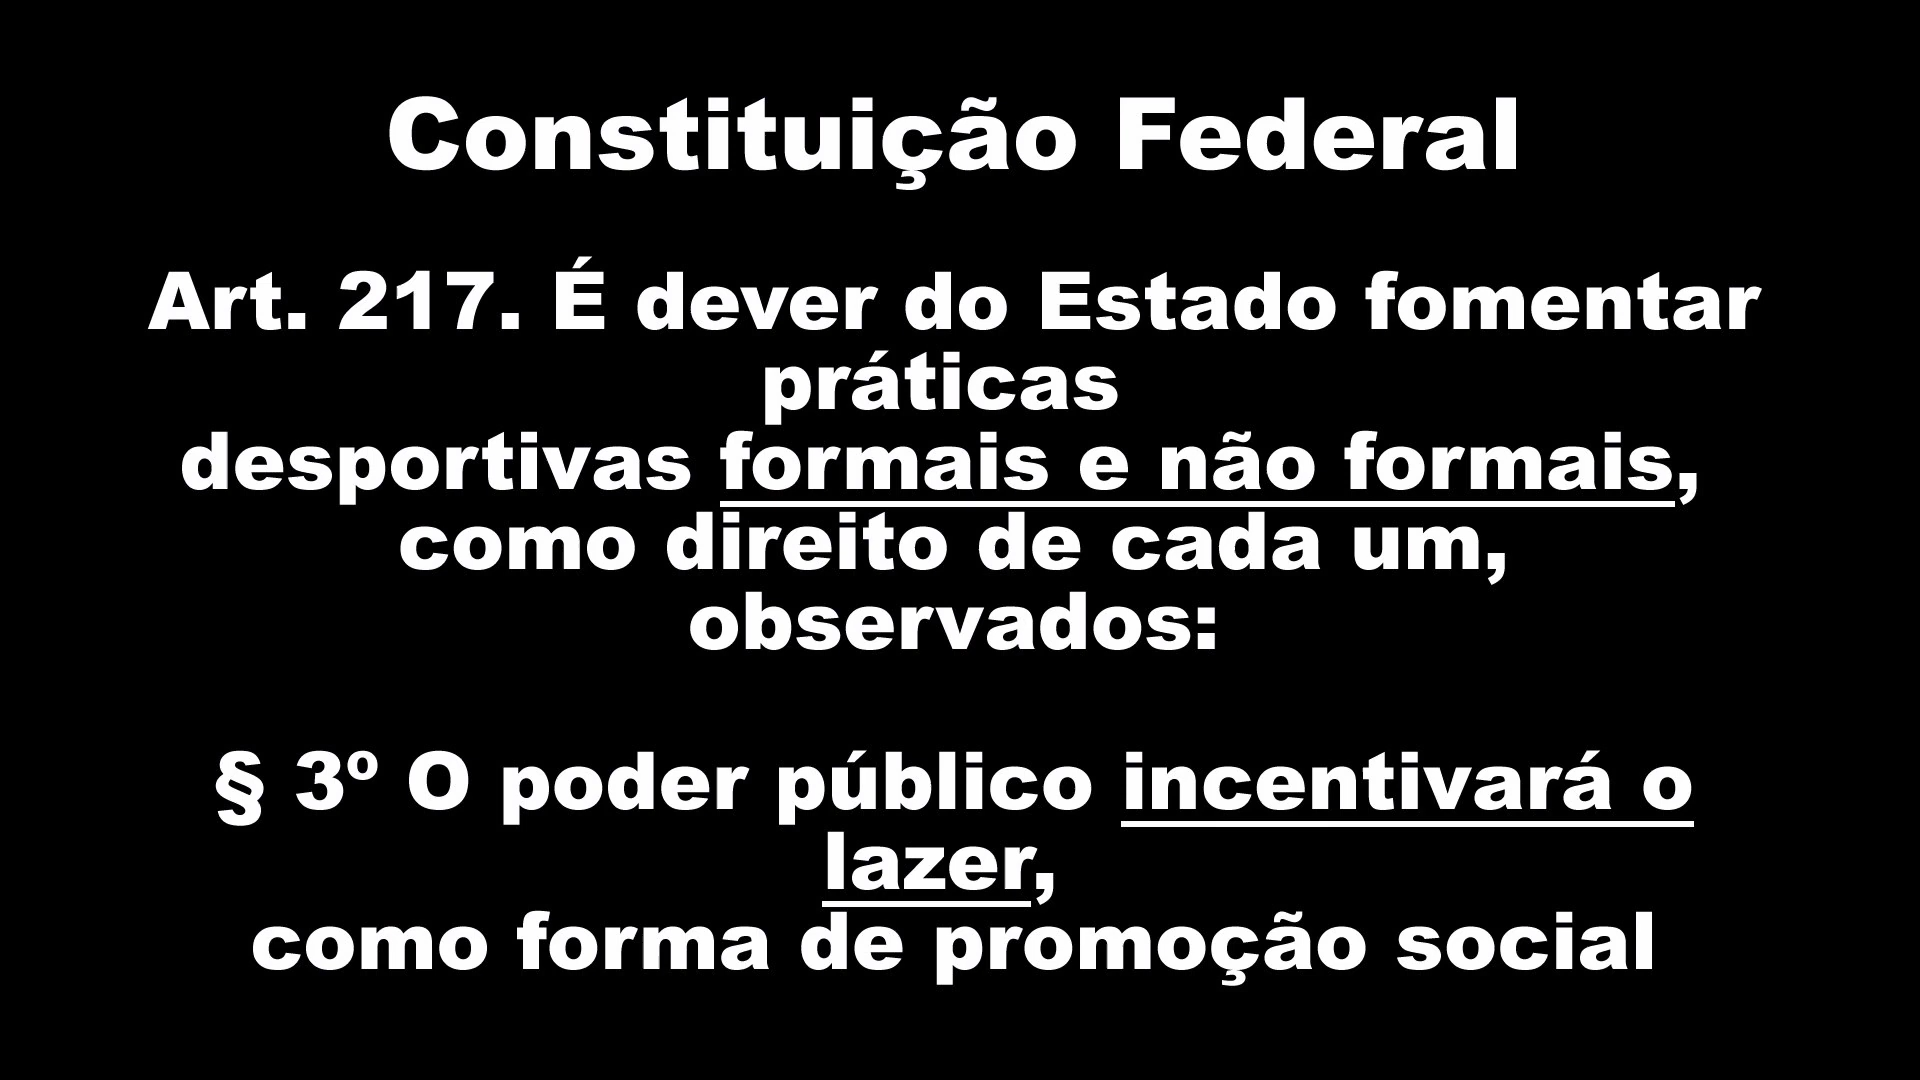 Constituição Federal
Art. 217. É dever do Estado fomentar
práticas
desportivas formais e não formais,
como direito de cada um,
observados:
§ 3º O poder público incentivará o
lazer,
como forma de promoção social